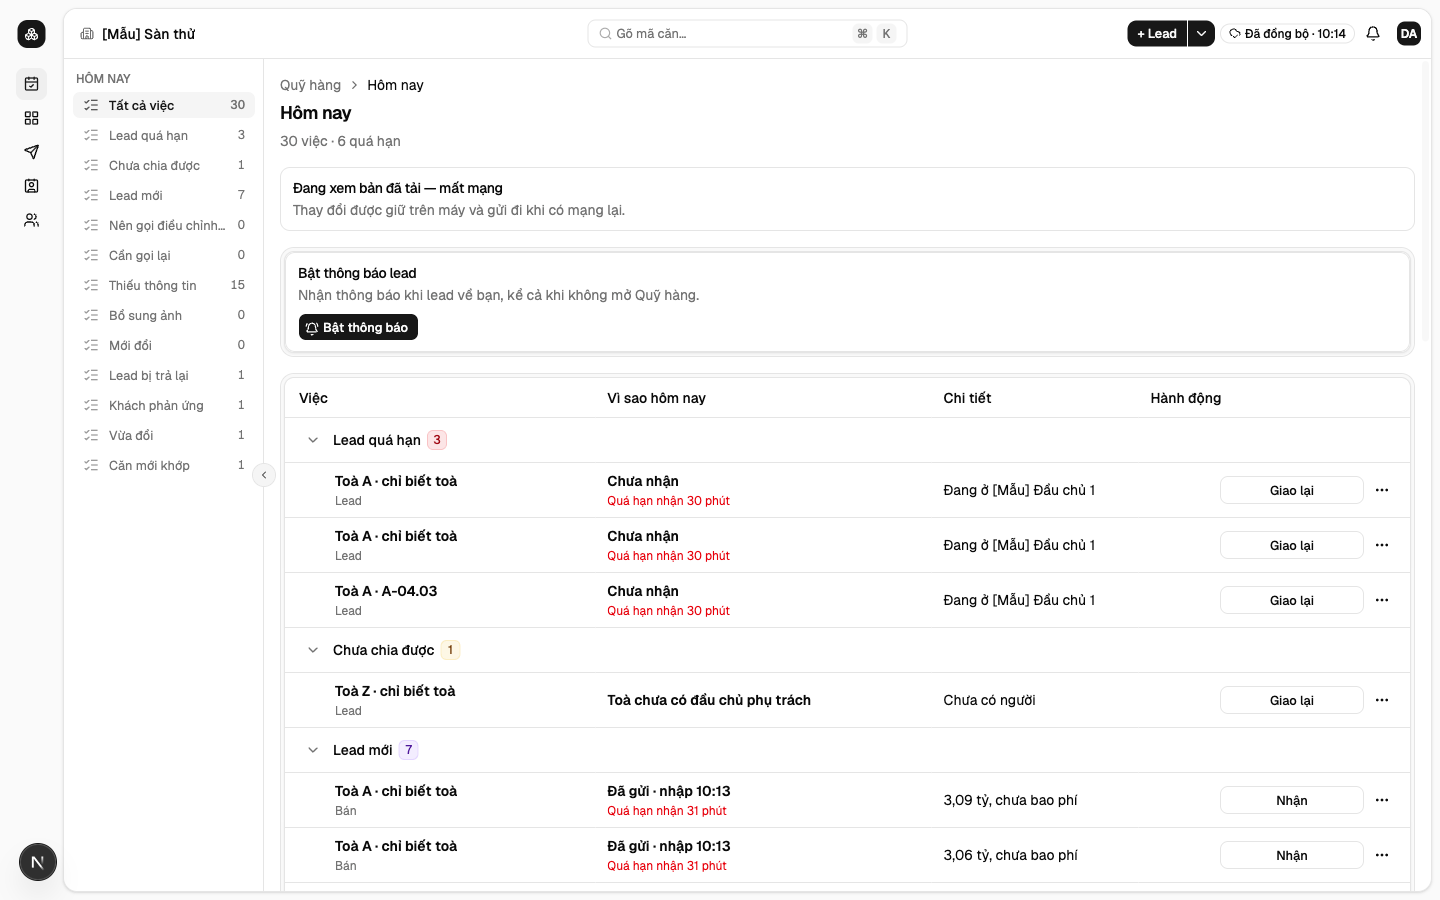 [Mẫu] Sàn thử
Gõ mã căn...
⌘ K
+ Lead
Đã đồng bộ · 10:14
DA
HÔM NAY
Tất cả việc 30
Lead quá hạn 3
Chưa chia được 1
Lead mới 7
Nên gọi điều chỉnh... 0
Cần gọi lại 0
Thiếu thông tin 15
Bổ sung ảnh 0
Mới đổi 0
Lead bị trả lại 1
Khách phản ứng 1
Vừa đổi 1
Căn mới khớp 1
N
Quỹ hàng > Hôm nay
Hôm nay
30 việc · 6 quá hạn
Đang xem bản đã tải — mất mạng
Thay đổi được giữ trên máy và gửi đi khi có mạng lại.
Bật thông báo lead
Nhận thông báo khi lead về bạn, kể cả khi không mở Quỹ hàng.
Bật thông báo
Việc Vì sao hôm nay Chi tiết Hành động
Lead quá hạn 3
Toà A · chỉ biết toà Chưa nhận Đang ở [Mẫu] Đầu chủ 1 Giao lại
Lead Quá hạn nhận 30 phút
Toà A · chỉ biết toà Chưa nhận Đang ở [Mẫu] Đầu chủ 1 Giao lại
Lead Quá hạn nhận 30 phút
Toà A · A-04.03 Chưa nhận Đang ở [Mẫu] Đầu chủ 1 Giao lại
Lead Quá hạn nhận 30 phút
Chưa chia được 1
Toà Z · chỉ biết toà Toà chưa có đầu chủ phụ trách Chưa có người Giao lại
Lead
Lead mới 7
Toà A · chỉ biết toà Đã gửi · nhập 10:13 3,09 tỷ, chưa bao phí Nhận
Bán Quá hạn nhận 31 phút
Toà A · chỉ biết toà Đã gửi · nhập 10:13 3,06 tỷ, chưa bao phí Nhận
Bán Quá hạn nhận 31 phút